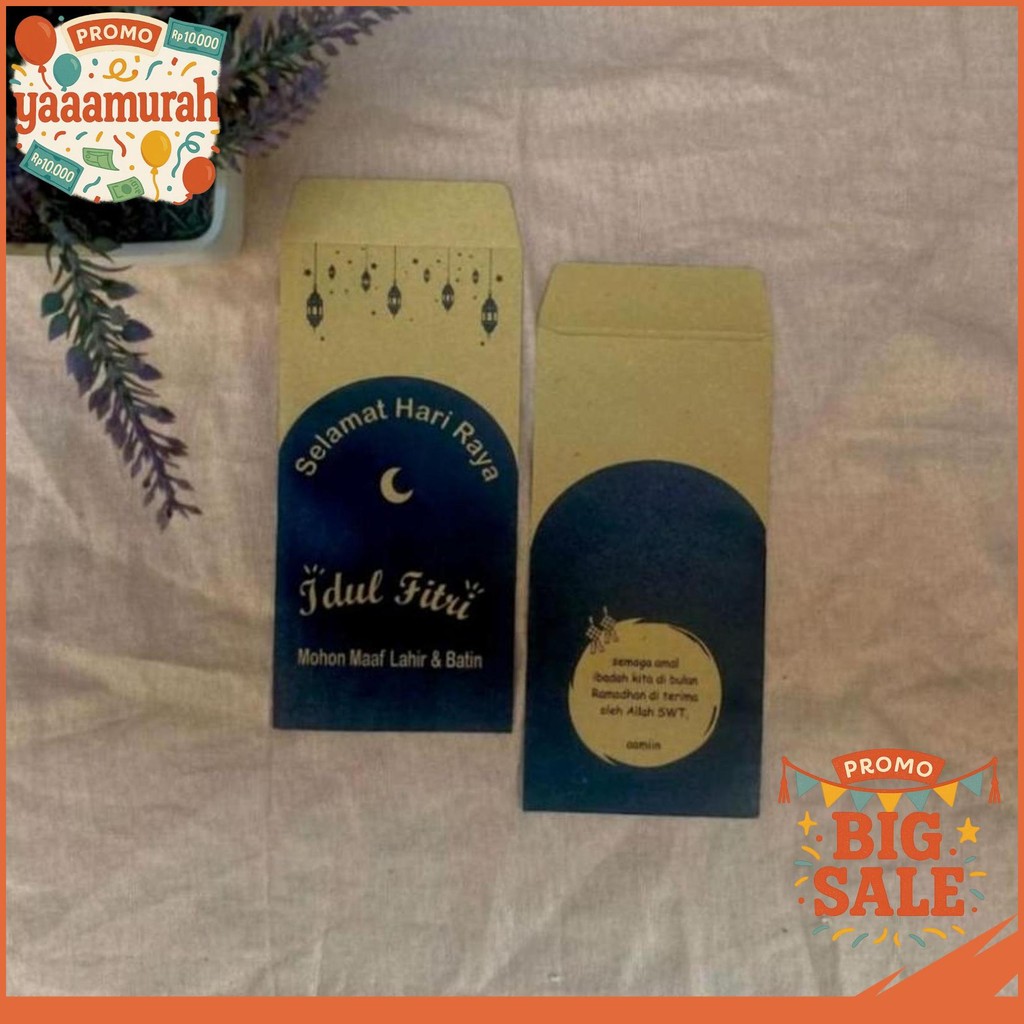 PROMO
Rp10.000
yaaamurah
Rp10.000
Selamat Hari Raya
Idul Fitri
Mohon Maaf Lahir & Batin
semoga amal
ibadah kita di bulan
Ramadhan di terima
oleh Allah SWT.
aamiin
PROMO
BIG
SALE